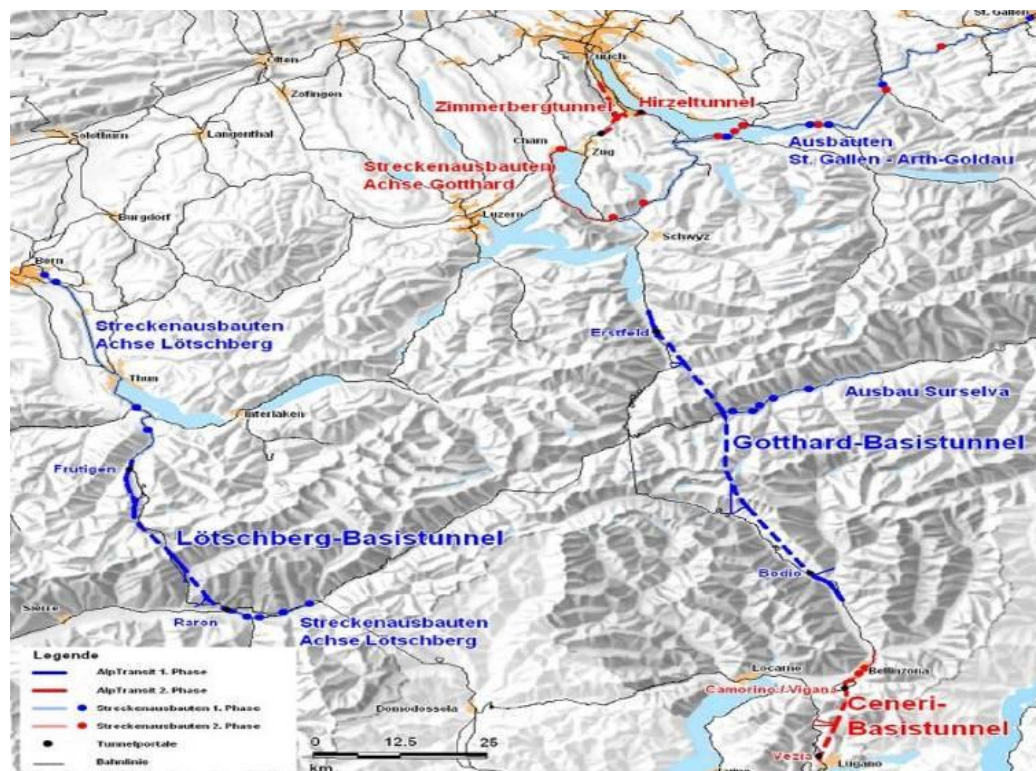 St. Gallen
Olten
Zürich
Zofingen
Zimmerbergtunnel
Hirzeltunnel
Solothurn
Langenthal
Cham
Zug
Ausbauten
St. Gallen - Arth-Goldau
Streckenausbauten
Achse Gotthard
Burgdorf
Luzern
Schwyz
Bern
Streckenausbauten
Achse Lötschberg
Erstfeld
Thun
Ausbau Surselva
Interlaken
Gotthard-Basistunnel
Frutigen
Lötschberg-Basistunnel
Bodio
Sierre
Raron
Streckenausbauten
Achse Lötschberg
Legende
AlpTransit 1. Phase
AlpTransit 2. Phase
Streckenausbauten 1. Phase
Streckenausbauten 2. Phase
Tunnelportale
Bahnlinie
Locarno
Bellinzona
Camorino / Vigana
Domodossola
Ceneri-
Basistunnel
0 12.5 25
km
Vezia
Lugano